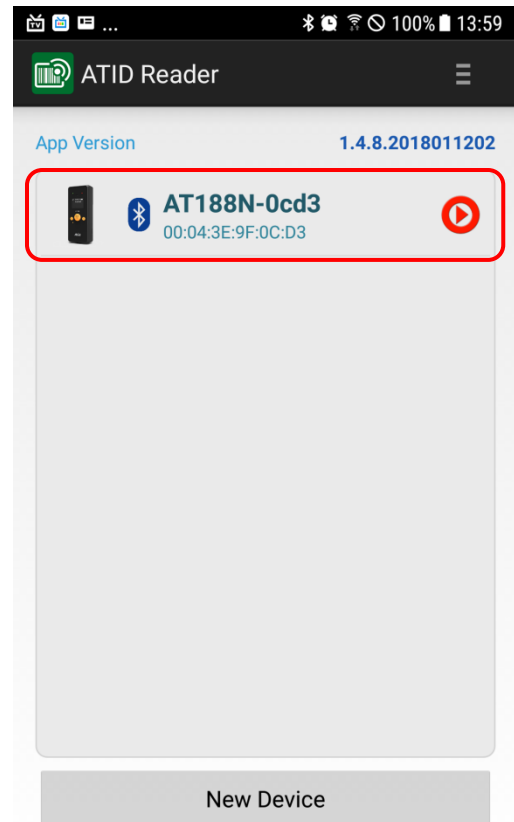 ... 100% 13:59
ATID Reader
App Version 1.4.8.2018011202
AT188N-0cd3
00:04:3E:9F:0C:D3
New Device